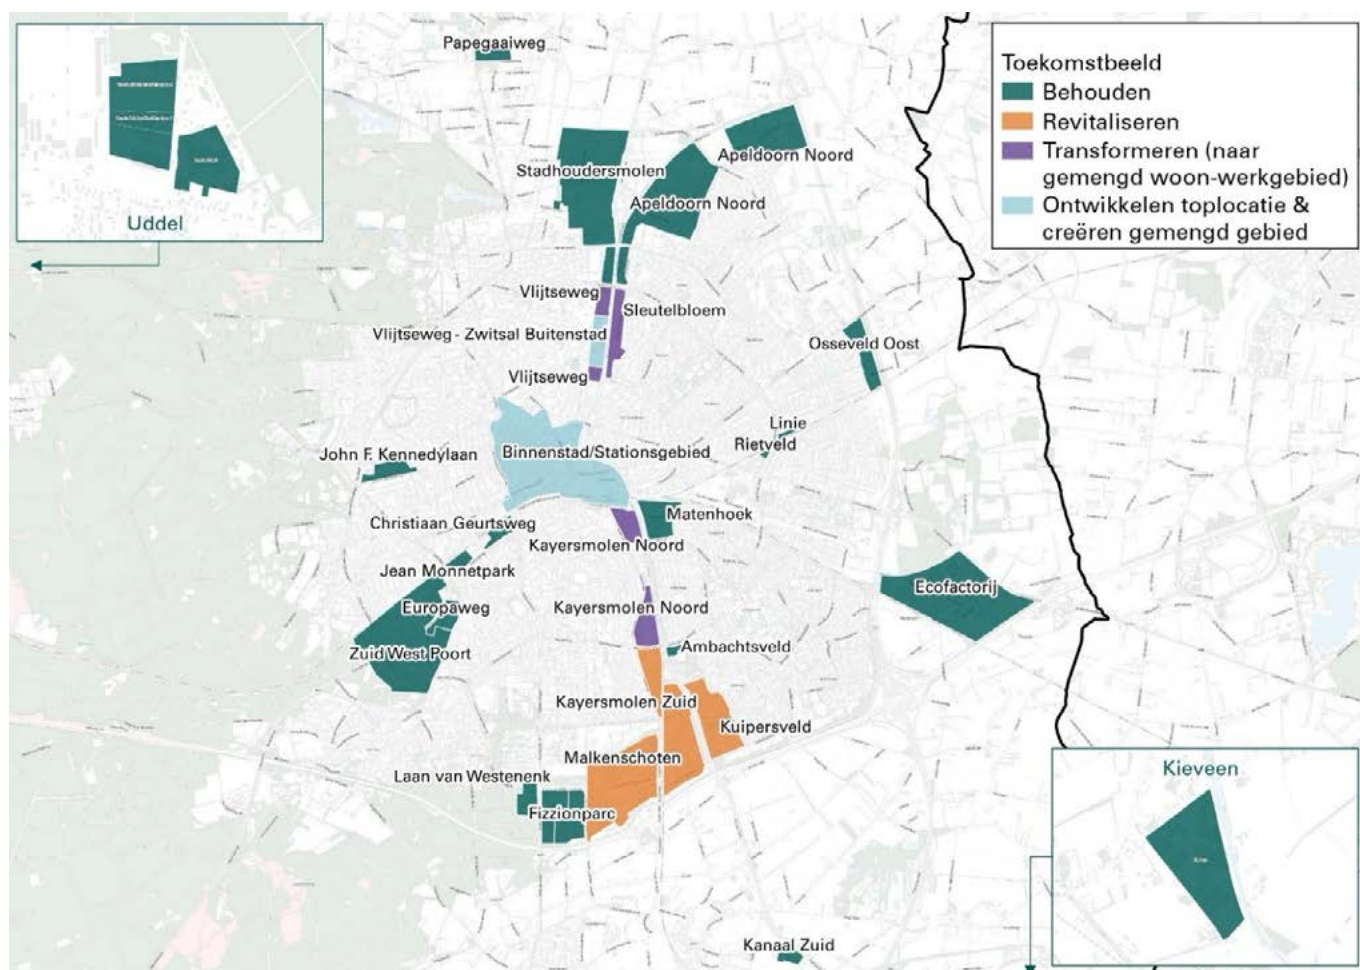 Papegaaiweg
Toekomstbeeld
Behouden
Revitaliseren
Transformeren (naar
gemengd woon-werkgebied)
Ontwikkelen toplocatie &
creëren gemengd gebied
Uddel
Apeldoorn Noord
Stadhoudersmolen
Apeldoorn Noord
Vlijtseweg
Sleutelbloem
Vlijtseweg - Zwitsal Buitenstad
Osseveld Oost
Vlijtseweg
Linie
Rietveld
John F. Kennedylaan
Binnenstad/Stationsgebied
Matenhoek
Christiaan Geurtsweg
Kayersmolen Noord
Jean Monnetpark
Ecofactorij
Europaweg
Kayersmolen Noord
Ambachtsveld
Zuid West Poort
Kayersmolen Zuid
Kuipersveld
Malkenschoten
Laan van Westenenk
Fizzionparc
Kieveen
Kanaal Zuid